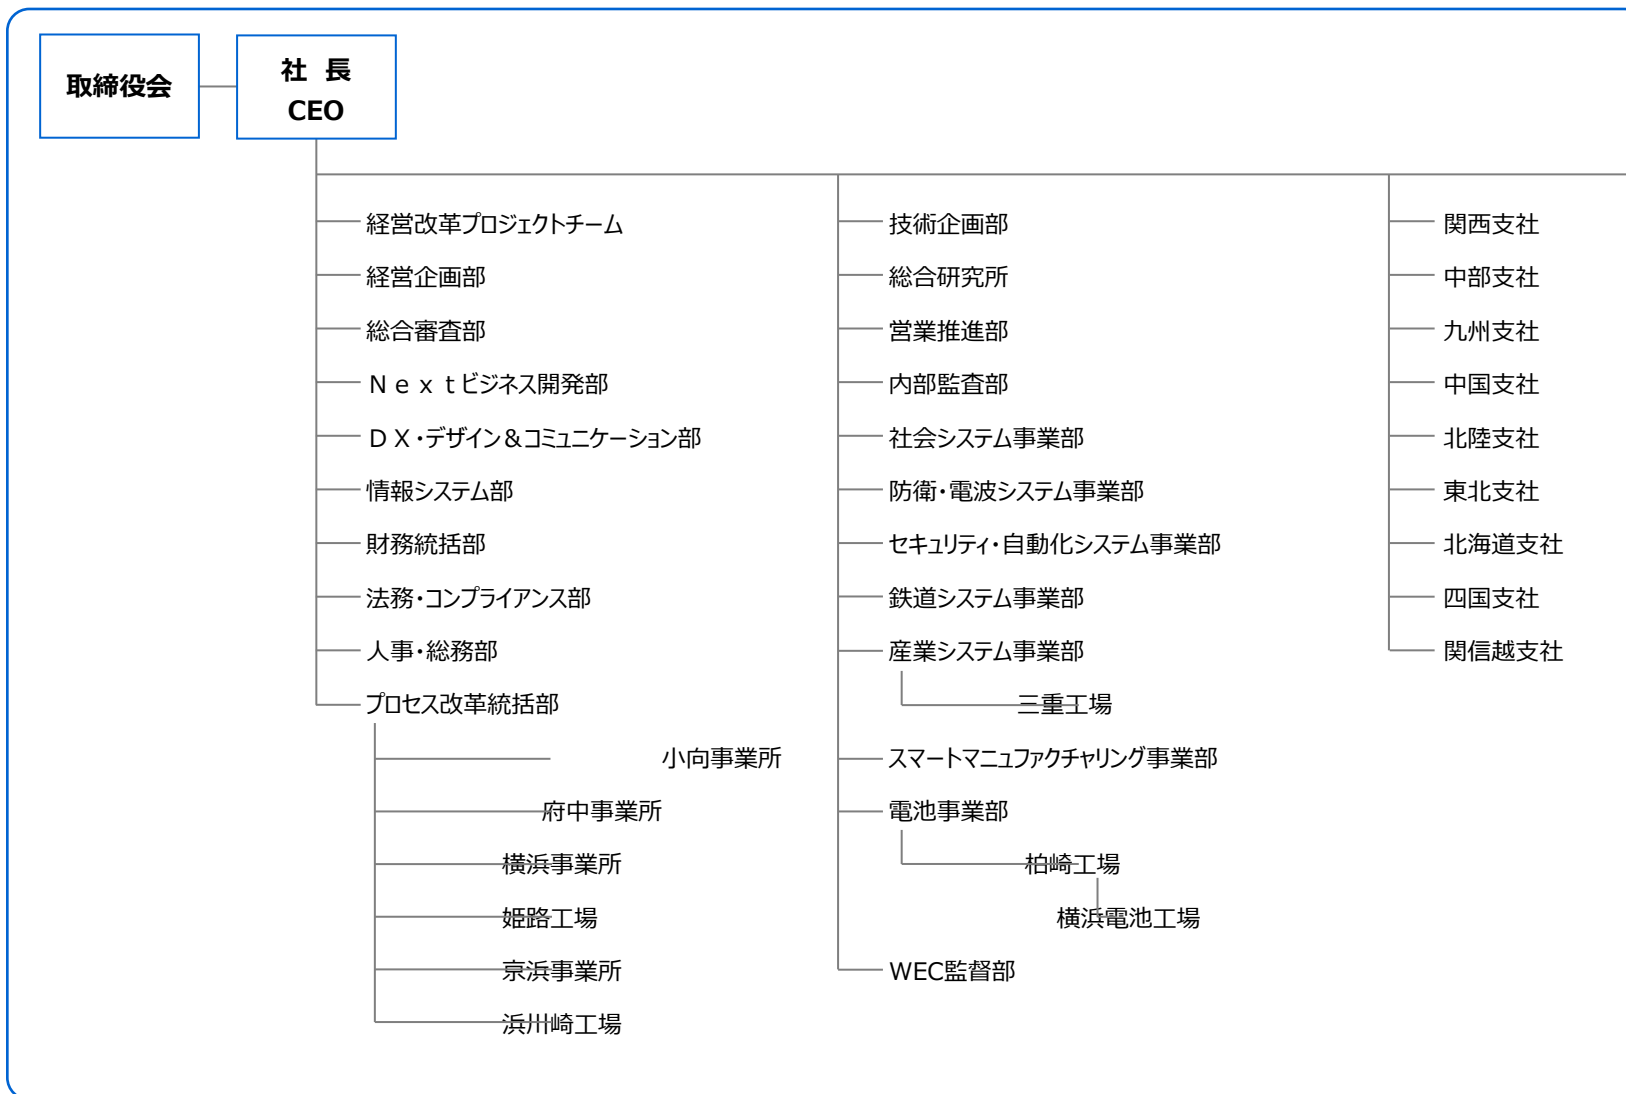 取締役会
社 長
CEO
経営改革プロジェクトチーム
経営企画部
総合審査部
Ｎｅｘｔビジネス開発部
ＤＸ・デザイン＆コミュニケーション部
情報システム部
財務統括部
法務・コンプライアンス部
人事・総務部
プロセス改革統括部
小向事業所
府中事業所
横浜事業所
姫路工場
京浜事業所
浜川崎工場
技術企画部
総合研究所
営業推進部
内部監査部
社会システム事業部
防衛・電波システム事業部
セキュリティ・自動化システム事業部
鉄道システム事業部
産業システム事業部
三重工場
スマートマニュファクチャリング事業部
電池事業部
柏崎工場
横浜電池工場
WEC監督部
関西支社
中部支社
九州支社
中国支社
北陸支社
東北支社
北海道支社
四国支社
関信越支社